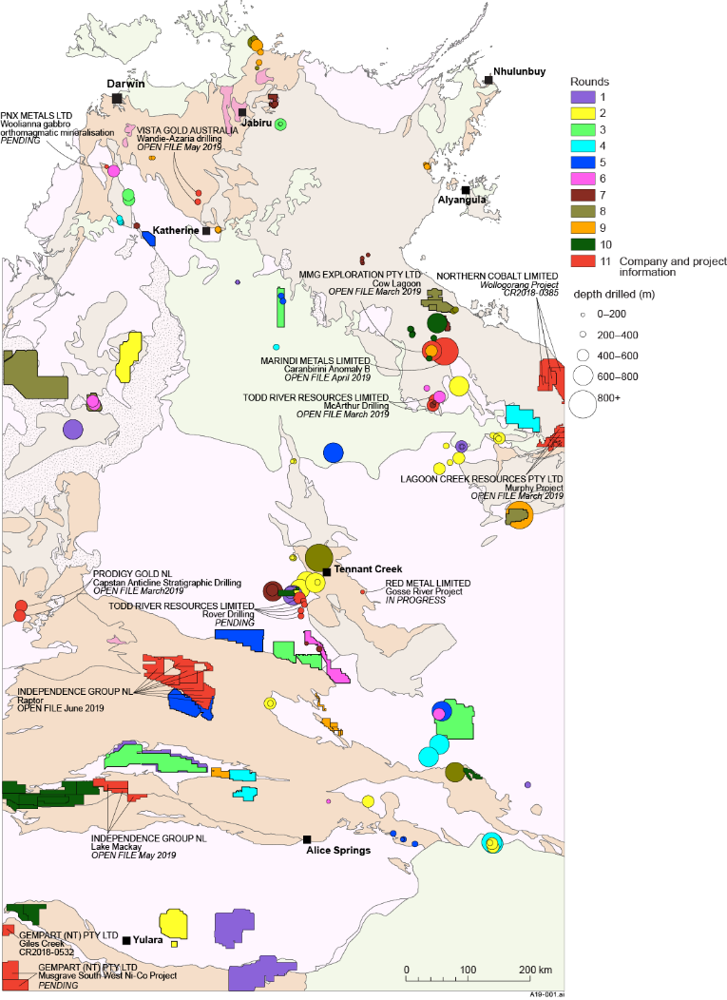 Nhulunbuy
Darwin
Rounds
1
2
3
4
5
6
7
8
9
10
11 Company and project
information
PNX METALS LTD
Woolianna gabbro
orthomagmatic mineralisation
PENDING
VISTA GOLD AUSTRALIA
Wandie-Azaria drilling
OPEN FILE May 2019
Jabiru
Alyangula
Katherine
MMG EXPLORATION PTY LTD
Cow Lagoon
OPEN FILE March 2019
NORTHERN COBALT LIMITED
Wollogorang Project
CR2018-0385
depth drilled (m)
0–200
200–400
400–600
600–800
800+
MARINDI METALS LIMITED
Caranbirini Anomaly B
OPEN FILE April 2019
TODD RIVER RESOURCES LIMITED
McArthur Drilling
OPEN FILE March 2019
LAGOON CREEK RESOURCES PTY LTD
Murphy Project
OPEN FILE March 2019
Tennant Creek
PRODIGY GOLD NL
Capstan Anticline Stratigraphic Drilling
OPEN FILE March2019
RED METAL LIMITED
Gosse River Project
IN PROGRESS
TODD RIVER RESOURCES LIMITED
Rover Drilling
PENDING
INDEPENDENCE GROUP NL
Raptor
OPEN FILE June 2019
INDEPENDENCE GROUP NL
Lake Mackay
OPEN FILE May 2019
Alice Springs
GEMPART (NT) PTY LTD
Giles Creek
CR2018-0532
Yulara
GEMPART (NT) PTY LTD
Musgrave South West Ni-Co Project
PENDING
0 100 200 km
A19-001.ai